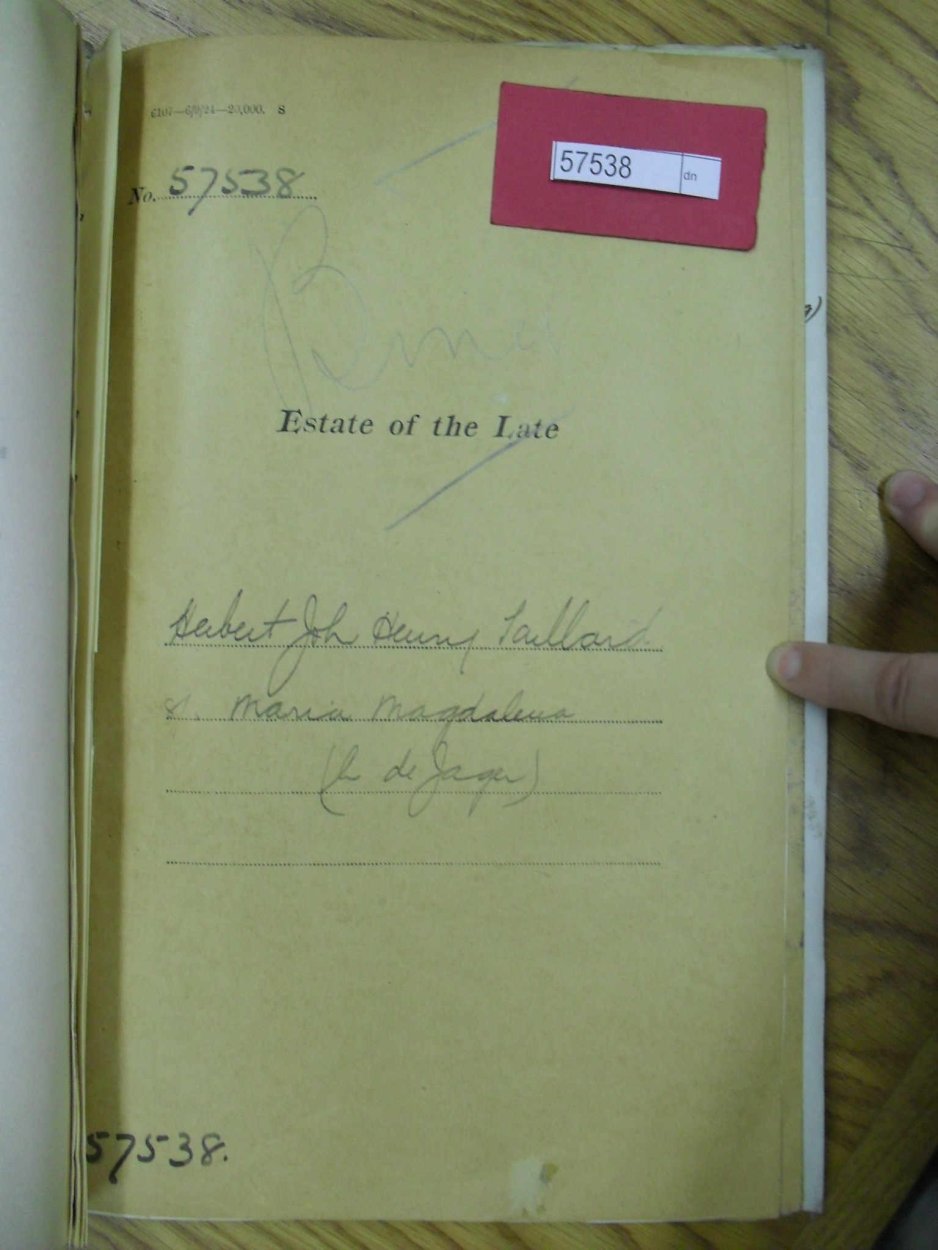 6107—6/9/24—20,000. S
57538 dn
No. 57538
Estate of the Late
Herbert John Henry Taillard
&. Maria Magdalena
de Jager)
57538.